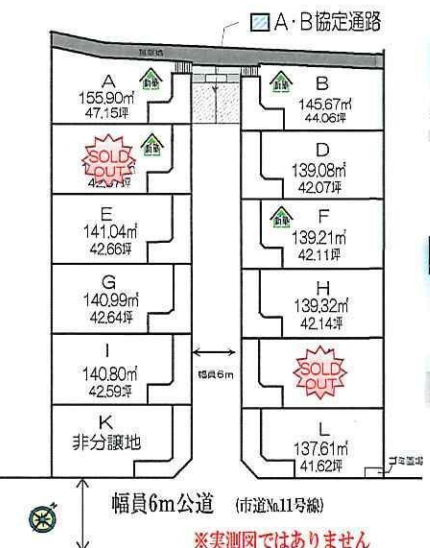 A・B協定通路
A
155.90㎡
47.15坪
B
145.67㎡
44.06坪
SOLD
OUT
D
139.08㎡
42.07坪
E
141.04㎡
42.66坪
F
139.21㎡
42.11坪
G
140.99㎡
42.64坪
H
139.32㎡
42.14坪
I
140.80㎡
42.59坪
幅員6m
SOLD
OUT
K
非分譲地
L
137.61㎡
41.62坪
ゴミ置場
幅員6m公道 (市道№11号線)
※実測図ではありません